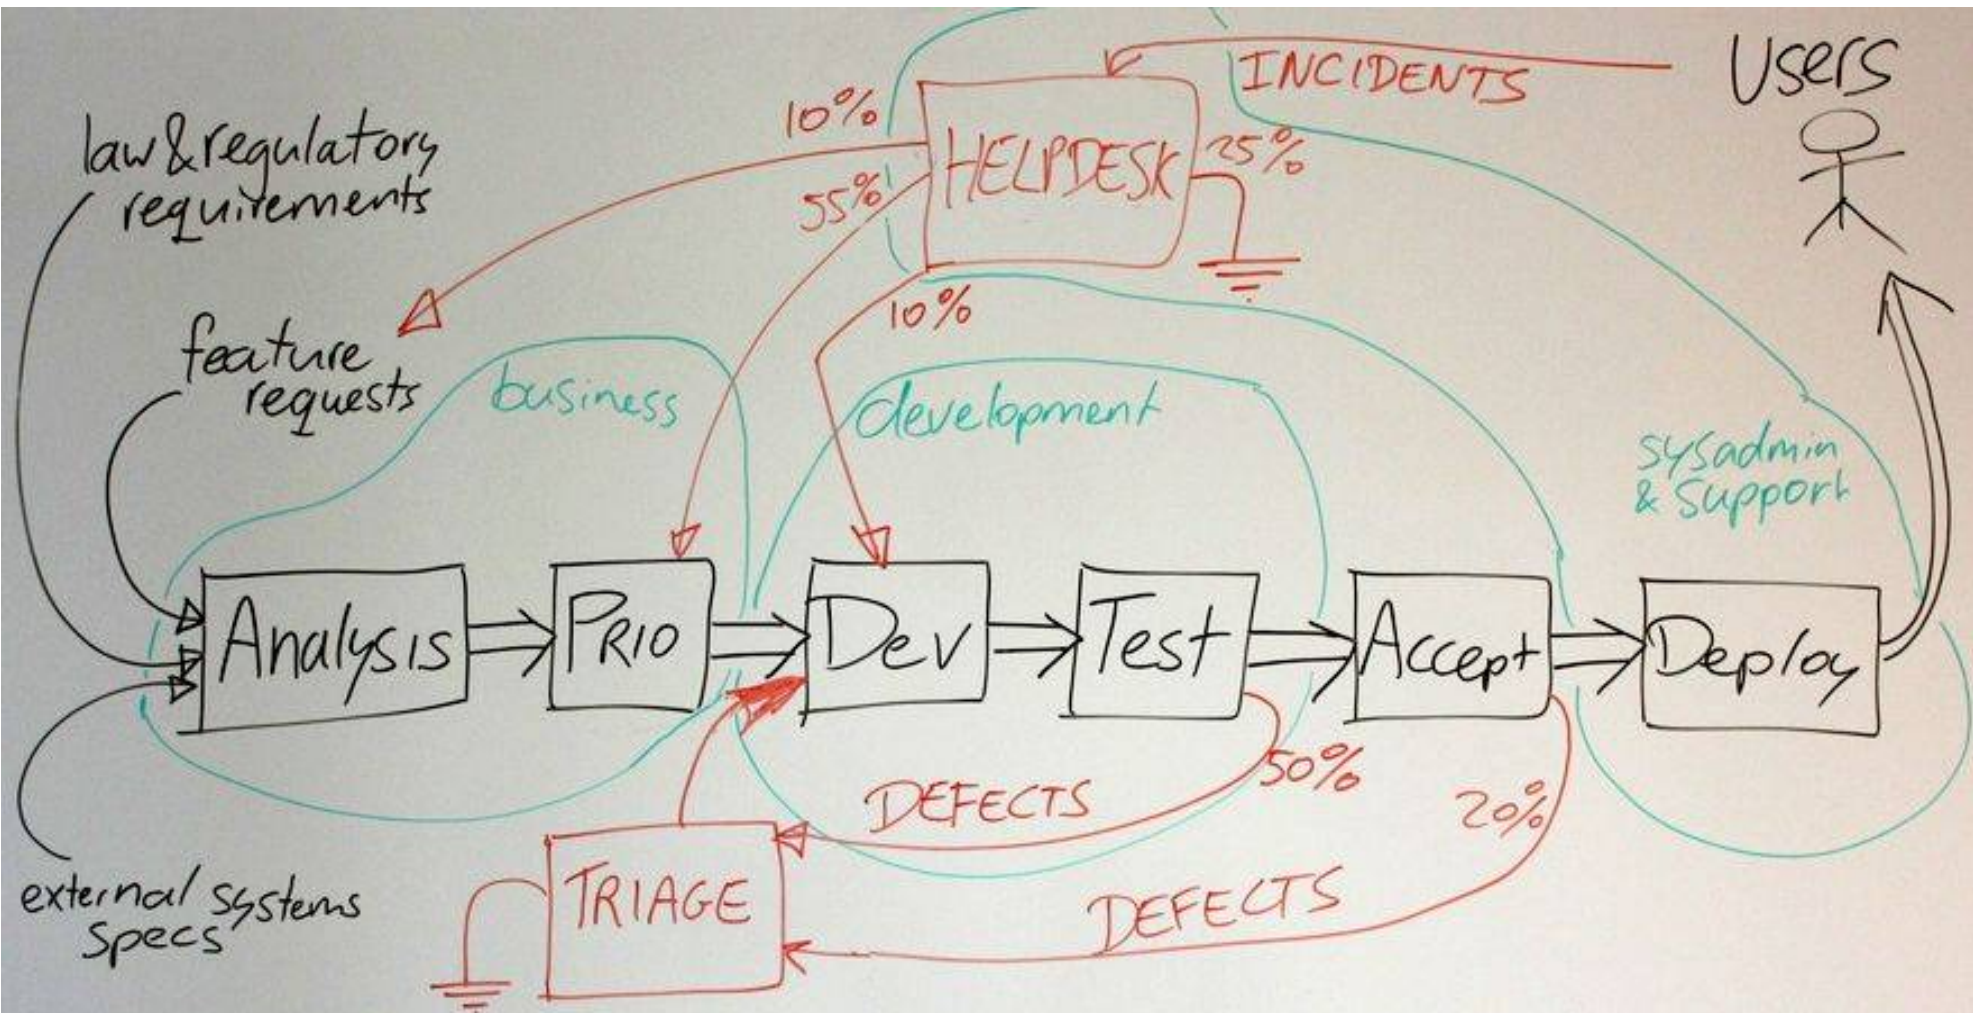 Users
INCIDENTS
10%
HELPDESK
25%
55%
law & regulatory
requirements
10%
feature
requests
business
development
sysadmin
& support
Analysis
PRIO
Dev
Test
Accept
Deploy
50%
20%
DEFECTS
TRIAGE
DEFECTS
external systems
specs